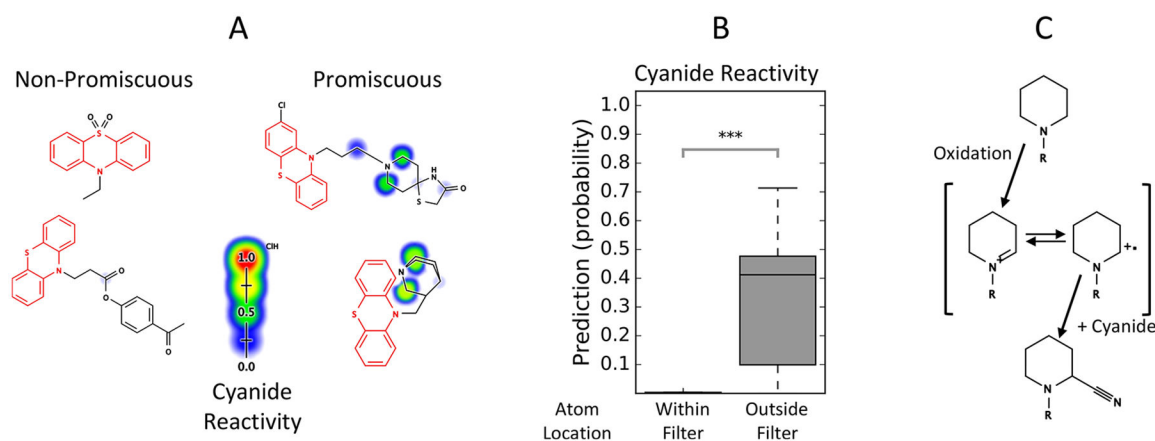 A
Non-Promiscuous
Promiscuous
O O
S
N
Cl
N
S
N
H
N
S
O
S
N
O
O
O
ClH
1.0
0.5
0.0
Cyanide
Reactivity
N
S
N
B
Cyanide Reactivity
***
Prediction (probability)
1.0
0.9
0.8
0.7
0.6
0.5
0.4
0.3
0.2
0.1
Atom
Location
Within
Filter
Outside
Filter
C
N
R
Oxidation
N
+
R
N
+•
R
+ Cyanide
N
R
N